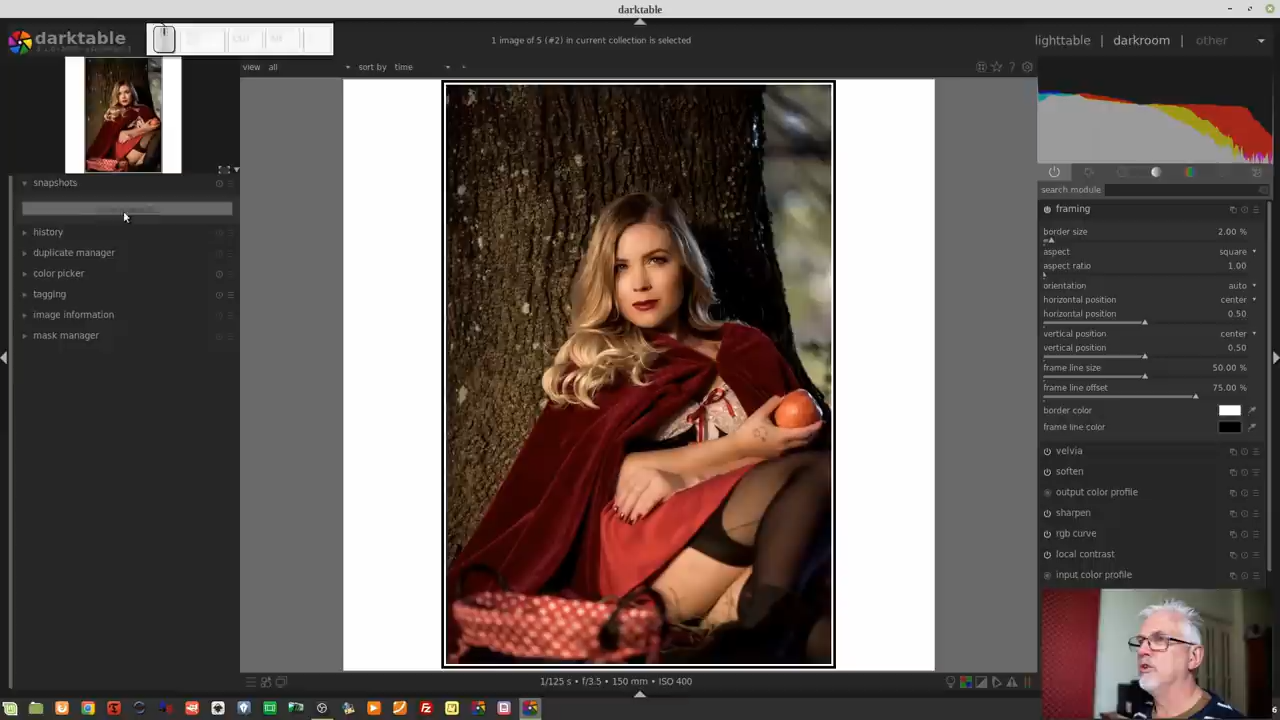 darktable
darktable
1 image of 5 (#2) in current collection is selected
lighttable | darkroom | other
view all sort by time
snapshots
search module
history
duplicate manager
color picker
tagging
image information
mask manager
framing
border size 2.00 %
aspect square
aspect ratio 1.00
orientation auto
horizontal position center
horizontal position 0.50
vertical position center
vertical position 0.50
frame line size 50.00 %
frame line offset 75.00 %
border color
frame line color
velvia
soften
output color profile
sharpen
rgb curve
local contrast
input color profile
1/125 s • f/3.5 • 150 mm • ISO 400